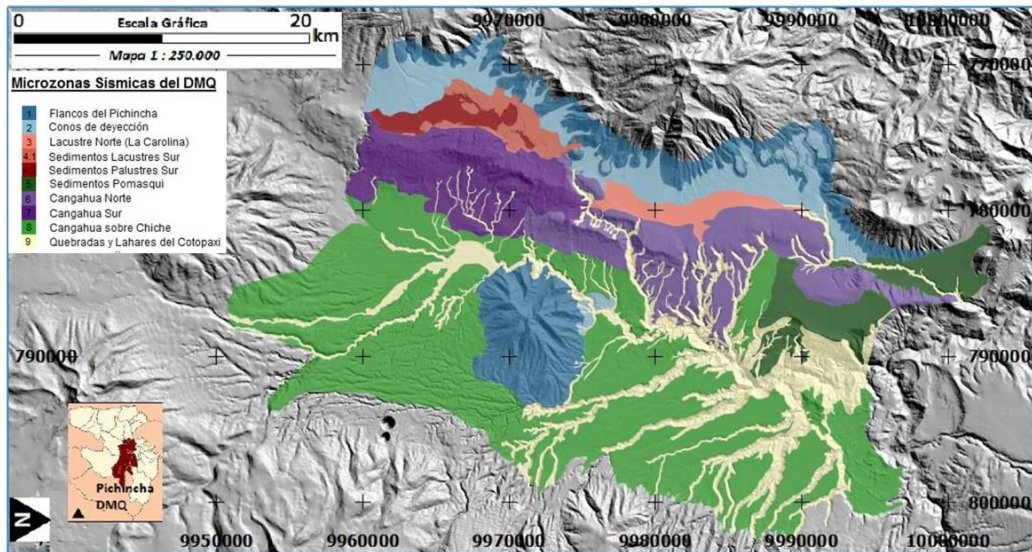 0 Escala Gráfica 20
km
Mapa 1 : 250.000
Microzonas Sísmicas del DMQ
1 Flancos del Pichincha
2 Conos de deyección
3 Lacustre Norte (La Carolina)
4.1 Sedimentos Lacustres Sur
Sedimentos Palustres Sur
5 Sedimentos Pomasqui
6 Cangahua Norte
7 Cangahua Sur
8 Cangahua sobre Chiche
9 Quebradas y Lahares del Cotopaxi
9970000 9980000 9990000 10000000
770000
780000
790000 790000
800000
Pichincha
DMQ
N
9950000 9960000 9970000 9980000 9990000 10000000